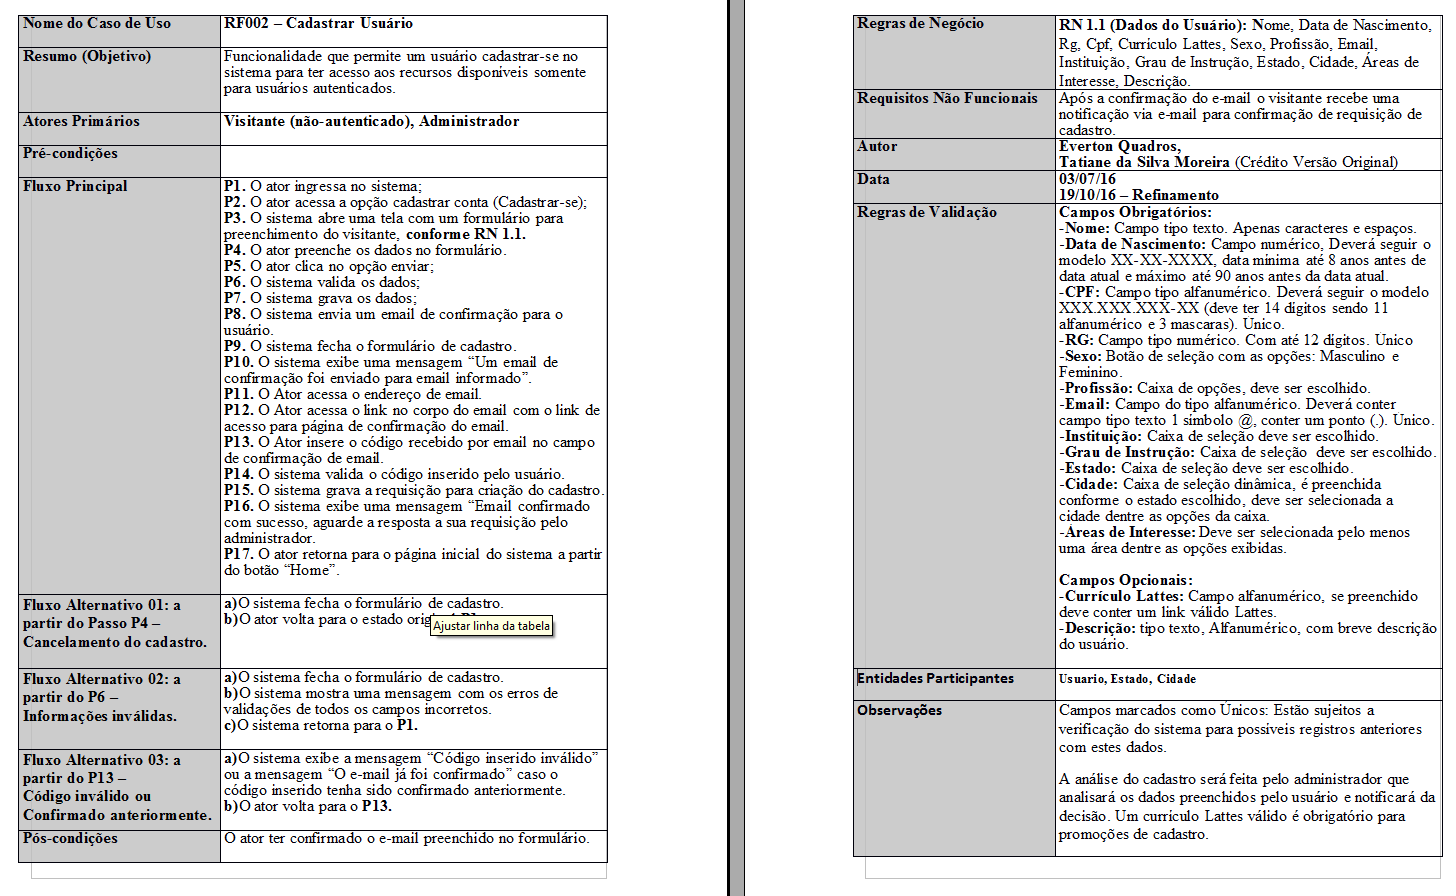 Nome do Caso de Uso
RF002 – Cadastrar Usuário
Resumo (Objetivo)
Funcionalidade que permite um usuário cadastrar-se no
sistema para ter acesso aos recursos disponíveis somente
para usuários autenticados.
Atores Primários
Visitante (não-autenticado), Administrador
Pré-condições
Fluxo Principal
P1. O ator ingressa no sistema;
P2. O ator acessa a opção cadastrar conta (Cadastrar-se);
P3. O sistema abre uma tela com um formulário para
preenchimento do visitante, conforme RN 1.1.
P4. O ator preenche os dados no formulário.
P5. O ator clica no opção enviar;
P6. O sistema valida os dados;
P7. O sistema grava os dados;
P8. O sistema envia um email de confirmação para o
usuário.
P9. O sistema fecha o formulário de cadastro.
P10. O sistema exibe uma mensagem “Um email de
confirmação foi enviado para email informado”.
P11. O Ator acessa o endereço de email.
P12. O Ator acessa o link no corpo do email com o link de
acesso para página de confirmação do email.
P13. O Ator insere o código recebido por email no campo
de confirmação de email.
P14. O sistema valida o código inserido pelo usuário.
P15. O sistema grava a requisição para criação do cadastro.
P16. O sistema exibe uma mensagem “Email confirmado
com sucesso, aguarde a resposta a sua requisição pelo
administrador.
P17. O ator retorna para o página inicial do sistema a partir
do botão “Home”.
Fluxo Alternativo 01: a
partir do Passo P4 –
Cancelamento do cadastro.
a)O sistema fecha o formulário de cadastro.
b)O ator volta para o estado
Ajustar linha da tabela
Fluxo Alternativo 02: a
partir do P6 –
Informações inválidas.
a)O sistema fecha o formulário de cadastro.
b)O sistema mostra uma mensagem com os erros de
validações de todos os campos incorretos.
c)O sistema retorna para o P1.
Fluxo Alternativo 03: a
partir do P13 –
Código inválido ou
Confirmado anteriormente.
a)O sistema exibe a mensagem “Código inserido inválido”
ou a mensagem “O e-mail já foi confirmado” caso o
código inserido tenha sido confirmado anteriormente.
b)O ator volta para o P13.
Pós-condições
O ator ter confirmado o e-mail preenchido no formulário.
Regras de Negócio
RN 1.1 (Dados do Usuário): Nome, Data de Nascimento,
Rg, Cpf, Currículo Lattes, Sexo, Profissão, Email,
Instituição, Grau de Instrução, Estado, Cidade, Áreas de
Interesse, Descrição.
Requisitos Não Funcionais
Após a confirmação do e-mail o visitante recebe uma
notificação via e-mail para confirmação de requisição de
cadastro.
Autor
Everton Quadros,
Tatiane da Silva Moreira (Crédito Versão Original)
Data
03/07/16
19/10/16 – Refinamento
Regras de Validação
Campos Obrigatórios:
-Nome: Campo tipo texto. Apenas caracteres e espaços.
-Data de Nascimento: Campo numérico, Deverá seguir o
modelo XX-XX-XXXX, data mínima até 8 anos antes de
data atual e máximo até 90 anos antes da data atual.
-CPF: Campo tipo alfanumérico. Deverá seguir o modelo
XXX.XXX.XXX-XX (deve ter 14 dígitos sendo 11
alfanumérico e 3 mascaras). Único.
-RG: Campo tipo numérico. Com até 12 dígitos. Único
-Sexo: Botão de seleção com as opções: Masculino e
Feminino.
-Profissão: Caixa de opções, deve ser escolhido.
-Email: Campo do tipo alfanumérico. Deverá conter
campo tipo texto 1 simbolo @, conter um ponto (.). Único.
-Instituição: Caixa de seleção deve ser escolhido.
-Grau de Instrução: Caixa de seleção deve ser escolhido.
-Estado: Caixa de seleção deve ser escolhido.
-Cidade: Caixa de seleção dinâmica, é preenchida
conforme o estado escolhido, deve ser selecionada a
cidade dentre as opções da caixa.
-Áreas de Interesse: Deve ser selecionada pelo menos
uma área dentre as opções exibidas.
Campos Opcionais:
-Currículo Lattes: Campo alfanumérico, se preenchido
deve conter um link válido Lattes.
-Descrição: tipo texto, Alfanumérico, com breve descrição
do usuário.
Entidades Participantes
Usuario, Estado, Cidade
Observações
Campos marcados como Únicos: Estão sujeitos a
verificação do sistema para possíveis registros anteriores
com estes dados.
A análise do cadastro será feita pelo administrador que
analisará os dados preenchidos pelo usuário e notificará da
decisão. Um currículo Lattes válido é obrigatório para
promoções de cadastro.